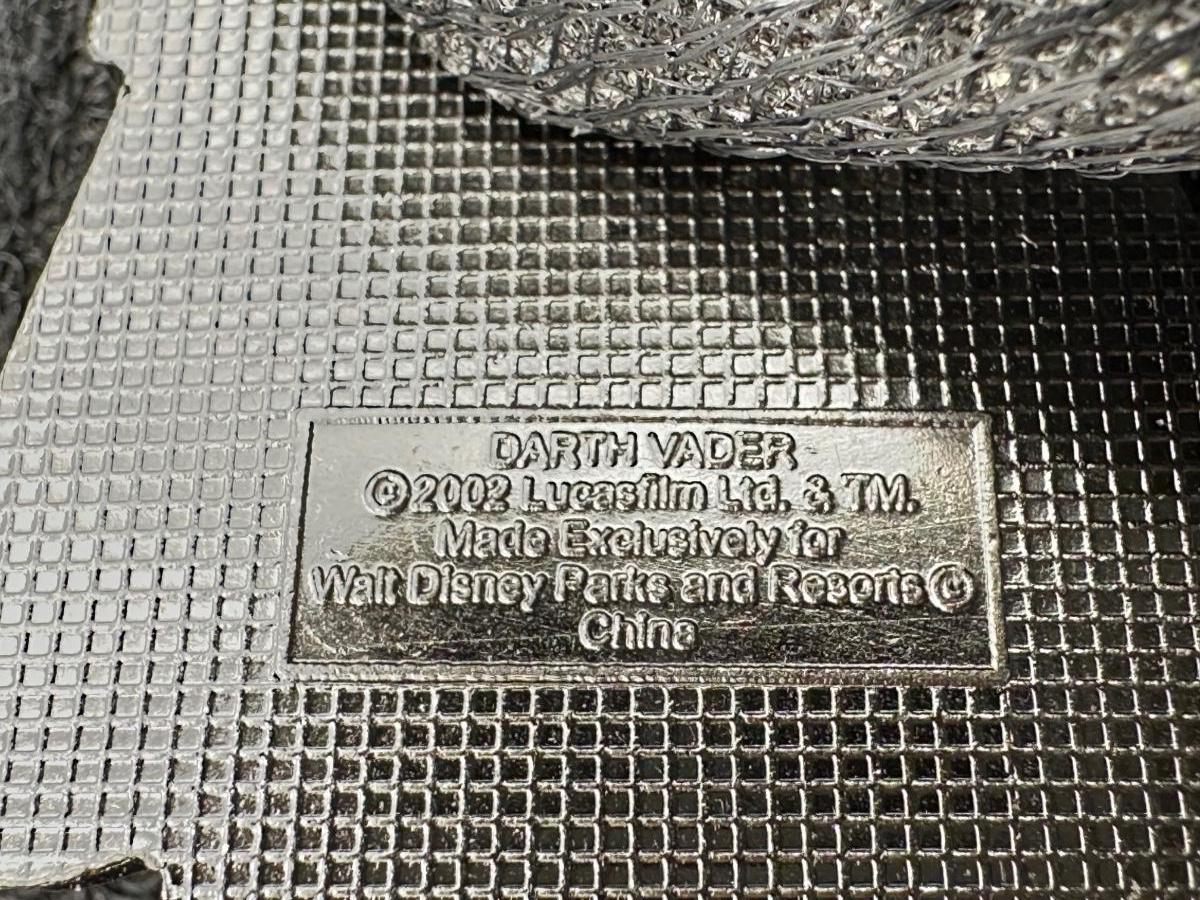 DARTH VADER
©2002 Lucasfilm Ltd. & TM.
Made Exclusively for
Walt Disney Parks and Resorts©
China